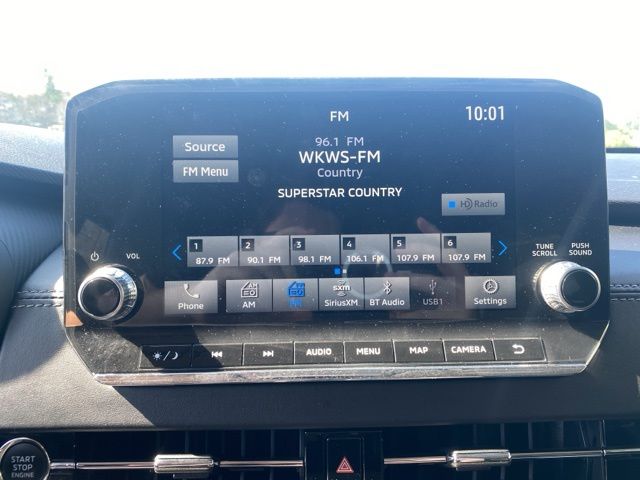 FM
10:01
Source
96.1 FM
WKWS-FM
FM Menu
Country
SUPERSTAR COUNTRY
HD Radio
1 2 3 4 5 6
87.9 FM 90.1 FM 98.1 FM 106.1 FM 107.9 FM 107.9 FM
VOL
TUNE SCROLL
PUSH SOUND
Phone AM FM SiriusXM BT Audio USB1 Settings
sxm
AUDIO MENU MAP CAMERA
START
STOP
ENGINE